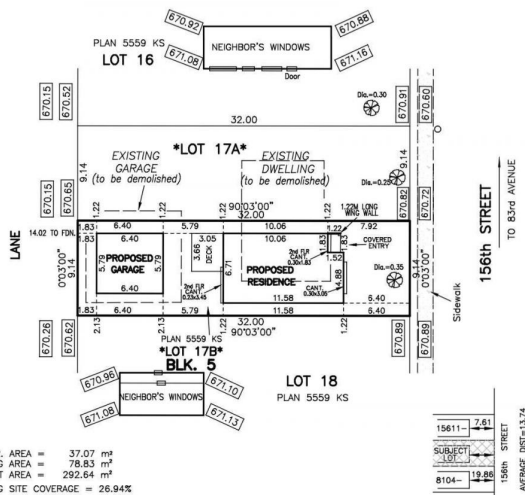 670.92
670.88
PLAN 5559 KS
LOT 16
NEIGHBOR'S WINDOWS
671.08
671.16
Door
670.15
670.52
Dia.=0.30
670.91
670.60
32.00
*LOT 17A*
EXISTING
GARAGE
(to be demolished)
EXISTING
DWELLING
(to be demolished)
9.14
9.14
Dia.=0.25
670.15
670.65
1.22
1.22
90°03'00"
32.00
1.22
1.22M LONG
WING WALL
670.82
670.72
156th STREET
TO 83rd AVENUE
LANE
14.02 TO FDN.
1.83
6.40
5.79
10.06
7.92
1.83
6.40
3.05
10.06
1.83
.83
COVERED
ENTRY
0°03'00"
9.14
5.79
PROPOSED
GARAGE
5.79
3.66
DECK
6.71
2nd FLR
CANT.
0.30x1.83
1.52
PROPOSED
RESIDENCE
4.88
Dia.=0.35
9.14
0°03'00"
6.40
2nd FLR
CANT.
0.23x3.45
CANT.
0.30x3.05
11.58
6.40
1.83
6.40
5.79
11.58
6.40
Sidewalk
670.26
670.62
2.13
2.13
1.22
32.00
90°03'00"
1.22
670.89
670.89
PLAN 5559 KS
*LOT 17B*
BLK. 5
LOT 18
PLAN 5559 KS
670.96
671.10
NEIGHBOR'S WINDOWS
671.08
671.13
AREA = 37.07 m²
AREA = 78.83 m²
AREA = 292.64 m²
SITE COVERAGE = 26.94%
15611-
7.61
SUBJECT
LOT
8104-
19.86
156th STREET
AVERAGE DIST=13.74